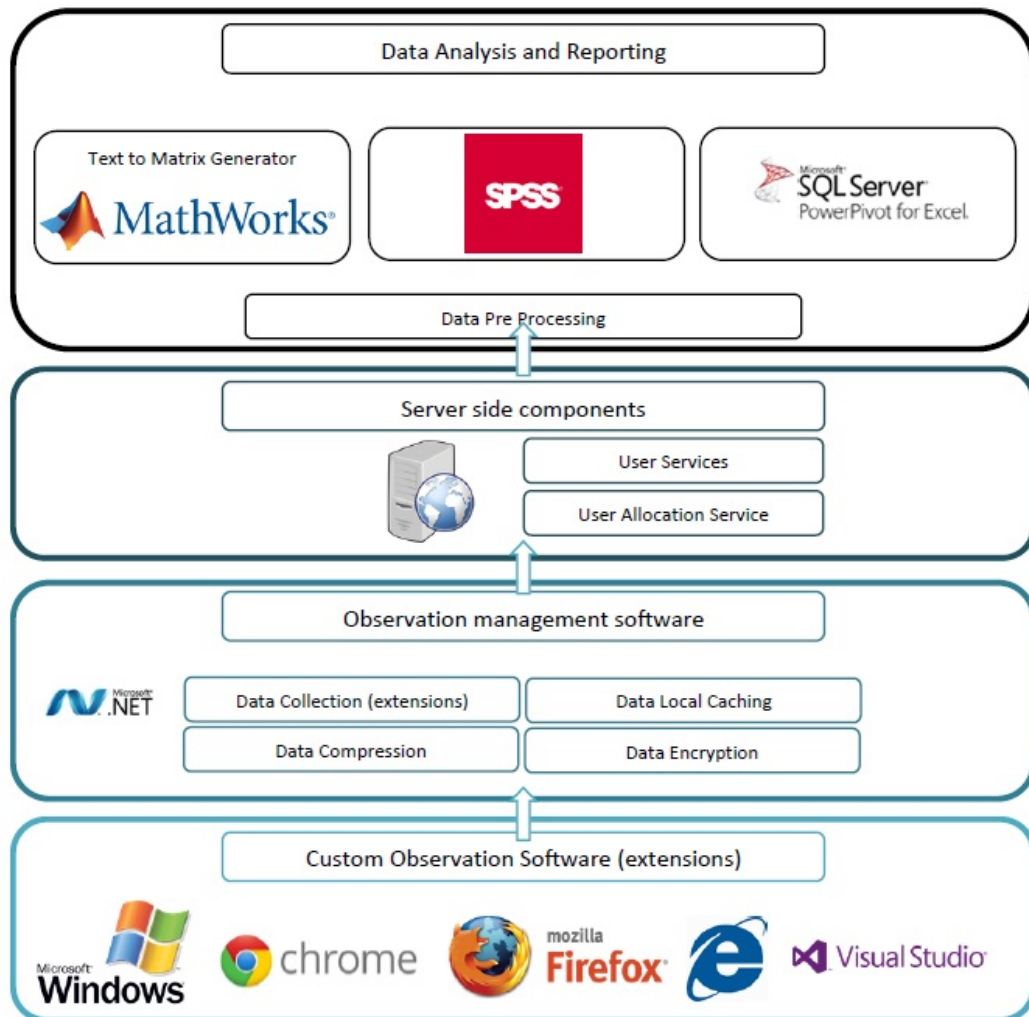 Data Analysis and Reporting
Text to Matrix Generator
MathWorks®
SPSS
Microsoft®
SQL Server®
PowerPivot for Excel
Data Pre Processing
Server side components
User Services
User Allocation Service
Observation management software
Microsoft®
.NET
Data Collection (extensions)
Data Local Caching
Data Compression
Data Encryption
Custom Observation Software (extensions)
Microsoft®
Windows®
chrome
mozilla
Firefox®
Visual Studio®